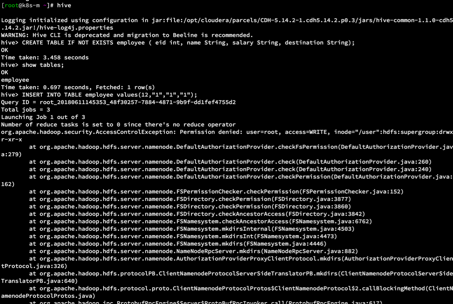 [root@k8s-m ~]# hive
Logging initialized using configuration in jar:file:/opt/cloudera/parcels/CDH-5.14.2-1.cdh5.14.2.p0.3/jars/hive-common-1.1.0-cdh5
.14.2.jar!/hive-log4j.properties
WARNING: Hive CLI is deprecated and migration to Beeline is recommended.
hive> CREATE TABLE IF NOT EXISTS employee ( eid int, name String, salary String, destination String);
OK
Time taken: 3.458 seconds
hive> show tables;
OK
employee
Time taken: 0.697 seconds, Fetched: 1 row(s)
hive> INSERT INTO TABLE employee values(12,"1","1","1");
Query ID = root_20180611145353_48f30257-7884-4871-9b9f-dd1fef4755d2
Total jobs = 3
Launching Job 1 out of 3
Number of reduce tasks is set to 0 since there's no reduce operator
org.apache.hadoop.security.AccessControlException: Permission denied: user=root, access=WRITE, inode="/user":hdfs:supergroup:drwx
r-xr-x
at org.apache.hadoop.hdfs.server.namenode.DefaultAuthorizationProvider.checkFsPermission(DefaultAuthorizationProvider.jav
a:279)
at org.apache.hadoop.hdfs.server.namenode.DefaultAuthorizationProvider.check(DefaultAuthorizationProvider.java:260)
at org.apache.hadoop.hdfs.server.namenode.DefaultAuthorizationProvider.check(DefaultAuthorizationProvider.java:240)
at org.apache.hadoop.hdfs.server.namenode.DefaultAuthorizationProvider.checkPermission(DefaultAuthorizationProvider.java:
162)
at org.apache.hadoop.hdfs.server.namenode.FSPermissionChecker.checkPermission(FSPermissionChecker.java:152)
at org.apache.hadoop.hdfs.server.namenode.FSDirectory.checkPermission(FSDirectory.java:3877)
at org.apache.hadoop.hdfs.server.namenode.FSDirectory.checkPermission(FSDirectory.java:3860)
at org.apache.hadoop.hdfs.server.namenode.FSDirectory.checkAncestorAccess(FSDirectory.java:3842)
at org.apache.hadoop.hdfs.server.namenode.FSNamesystem.checkAncestorAccess(FSNamesystem.java:6762)
at org.apache.hadoop.hdfs.server.namenode.FSNamesystem.mkdirsInternal(FSNamesystem.java:4503)
at org.apache.hadoop.hdfs.server.namenode.FSNamesystem.mkdirsInt(FSNamesystem.java:4473)
at org.apache.hadoop.hdfs.server.namenode.FSNamesystem.mkdirs(FSNamesystem.java:4446)
at org.apache.hadoop.hdfs.server.namenode.NameNodeRpcServer.mkdirs(NameNodeRpcServer.java:882)
at org.apache.hadoop.hdfs.server.namenode.AuthorizationProviderProxyClientProtocol.mkdirs(AuthorizationProviderProxyClien
tProtocol.java:326)
at org.apache.hadoop.hdfs.protocolPB.ClientNamenodeProtocolServerSideTranslatorPB.mkdirs(ClientNamenodeProtocolServerSide
TranslatorPB.java:640)
at org.apache.hadoop.hdfs.protocol.proto.ClientNamenodeProtocolProtos$ClientNamenodeProtocol$2.callBlockingMethod(ClientN
amenodeProtocolProtos.java)
at org.apache.hadoop.ipc.ProtobufRpcEngine$Server$ProtoBufRpcInvoker.call(ProtobufRpcEngine.java:617)